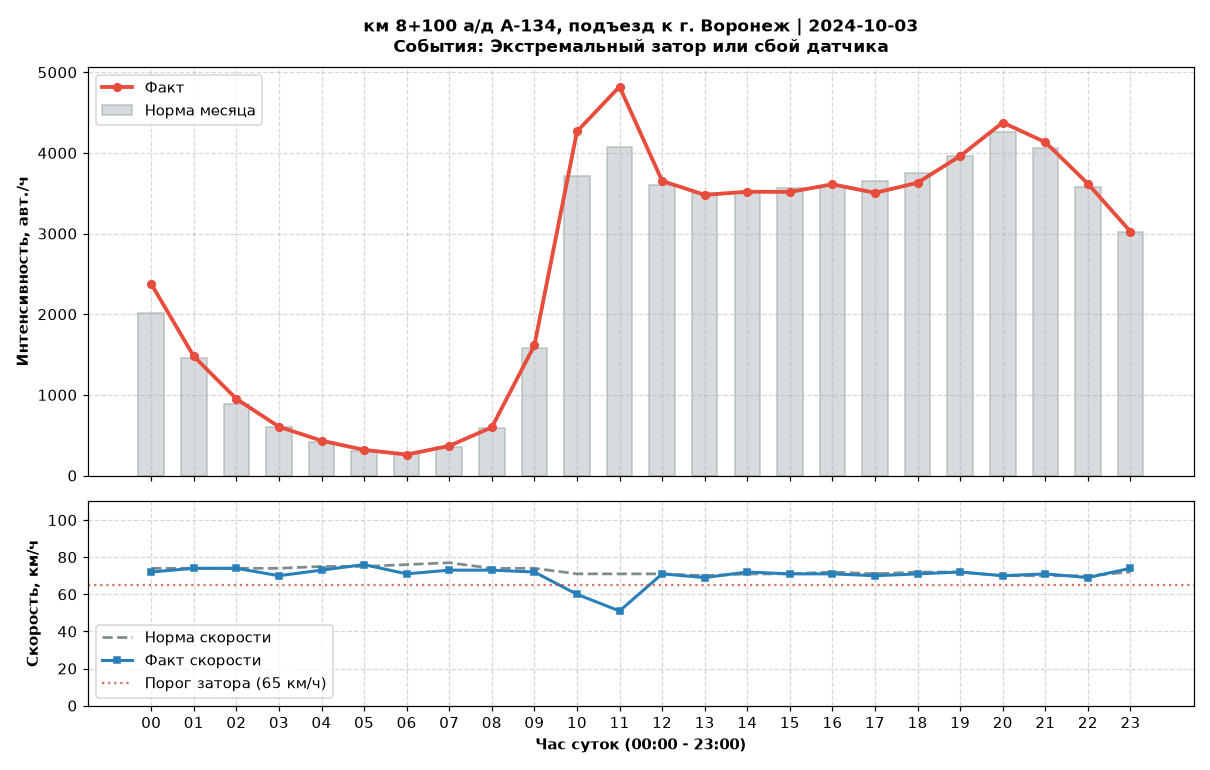 км 8+100 а/д А-134, подъезд к г. Воронеж | 2024-10-03
События: Экстремальный затор или сбой датчика
Интенсивность, авт./ч
5000
4000
3000
2000
1000
0
Факт
Норма месяца
Скорость, км/ч
100
80
60
40
20
0
Норма скорости
Факт скорости
Порог затора (65 км/ч)
00 01 02 03 04 05 06 07 08 09 10 11 12 13 14 15 16 17 18 19 20 21 22 23
Час суток (00:00 - 23:00)